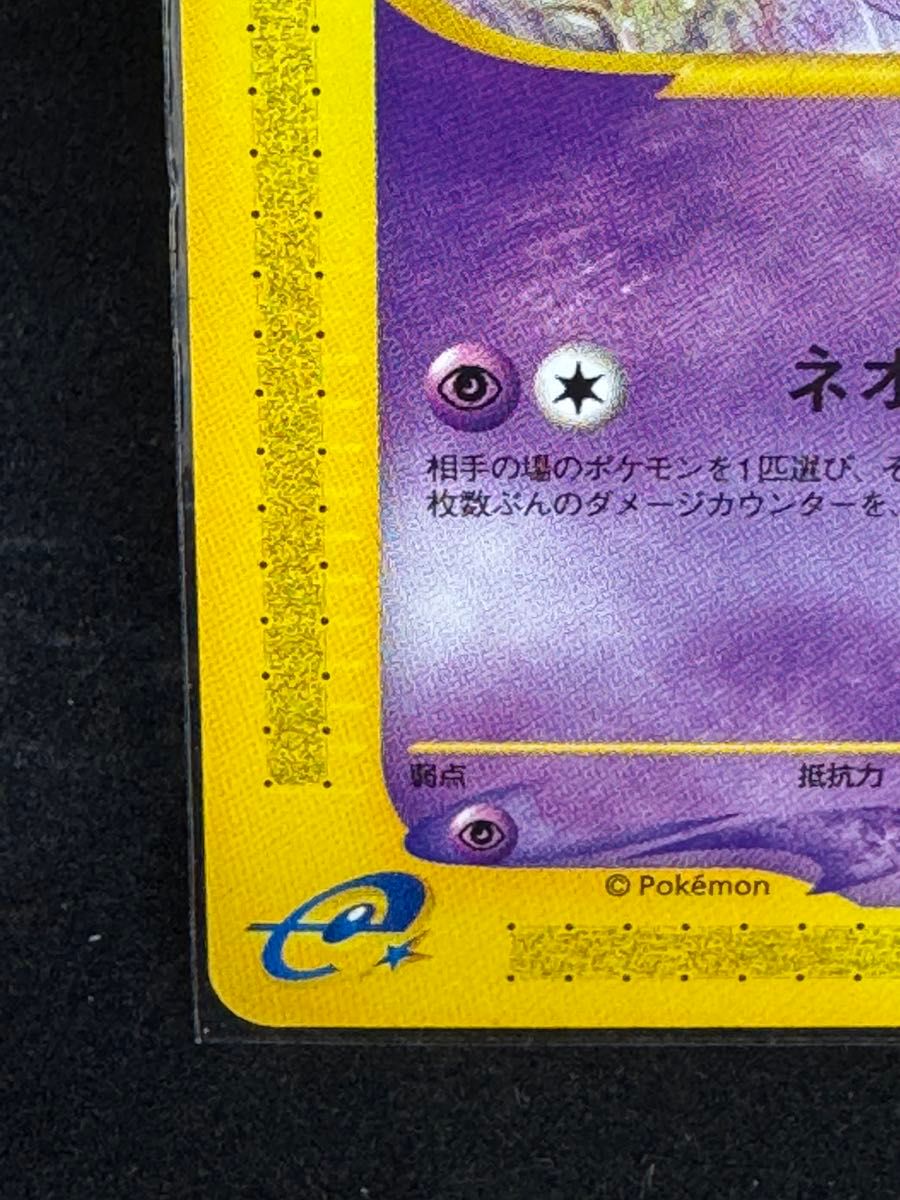 ネオ
相手の場のポケモンを1匹選び、そ
枚数ぶんのダメージカウンターを、
弱点
抵抗力
© Pokémon